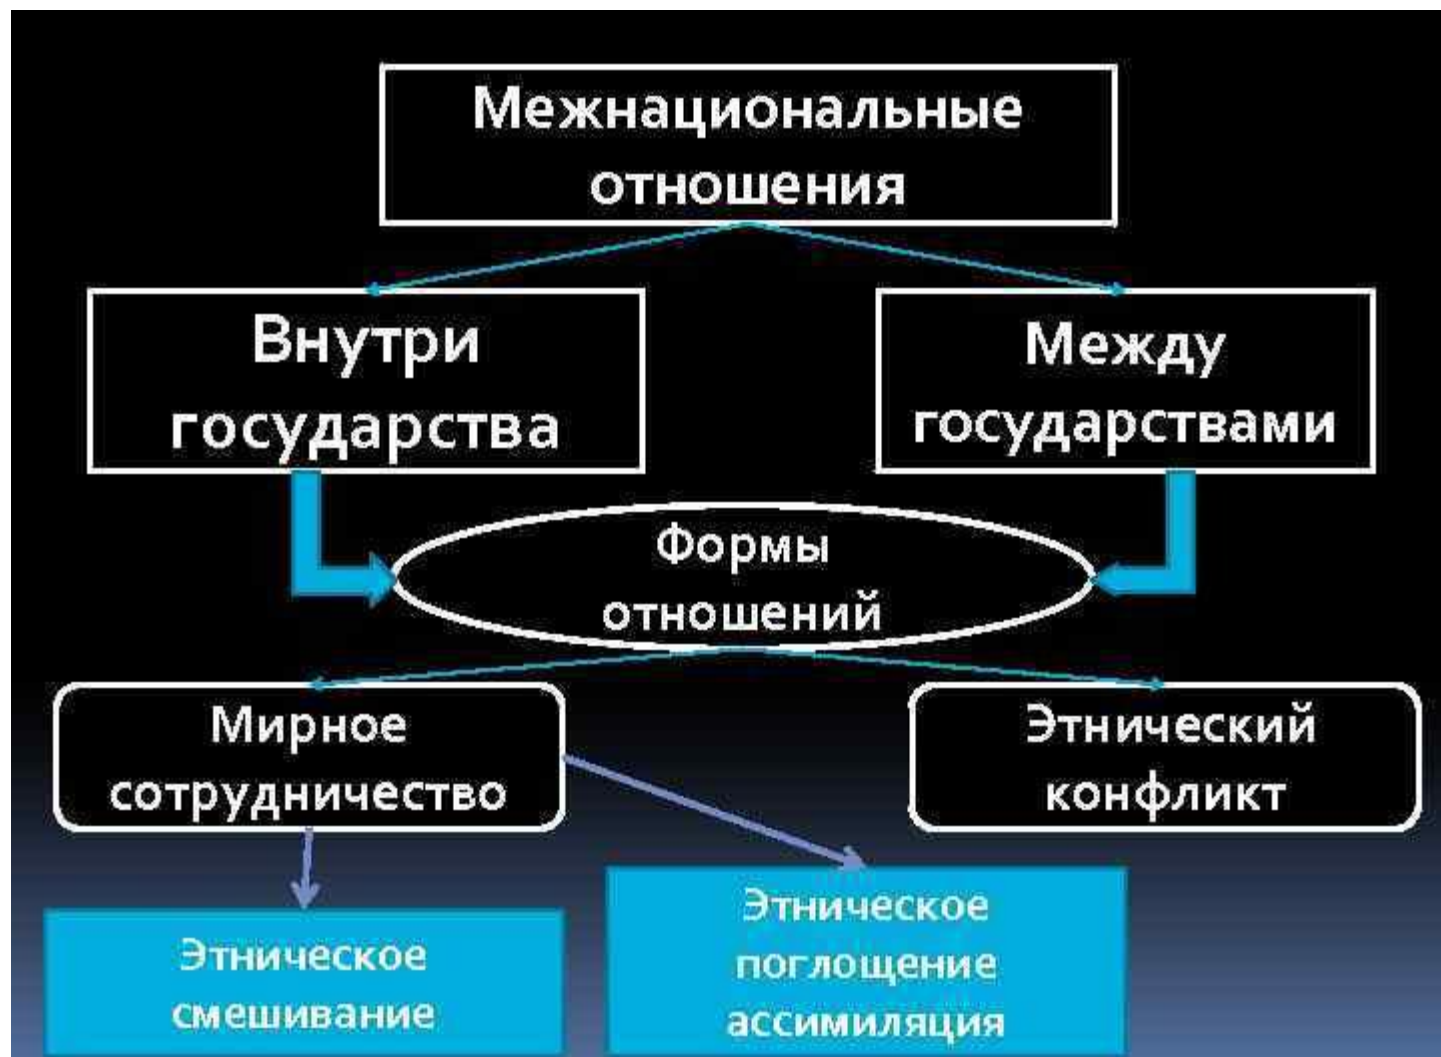 Межнациональные
отношения
Внутри
государства
Между
государствами
Формы
отношений
Мирное
сотрудничество
Этнический
конфликт
Этническое
смешивание
Этническое
поглощение
ассимиляция